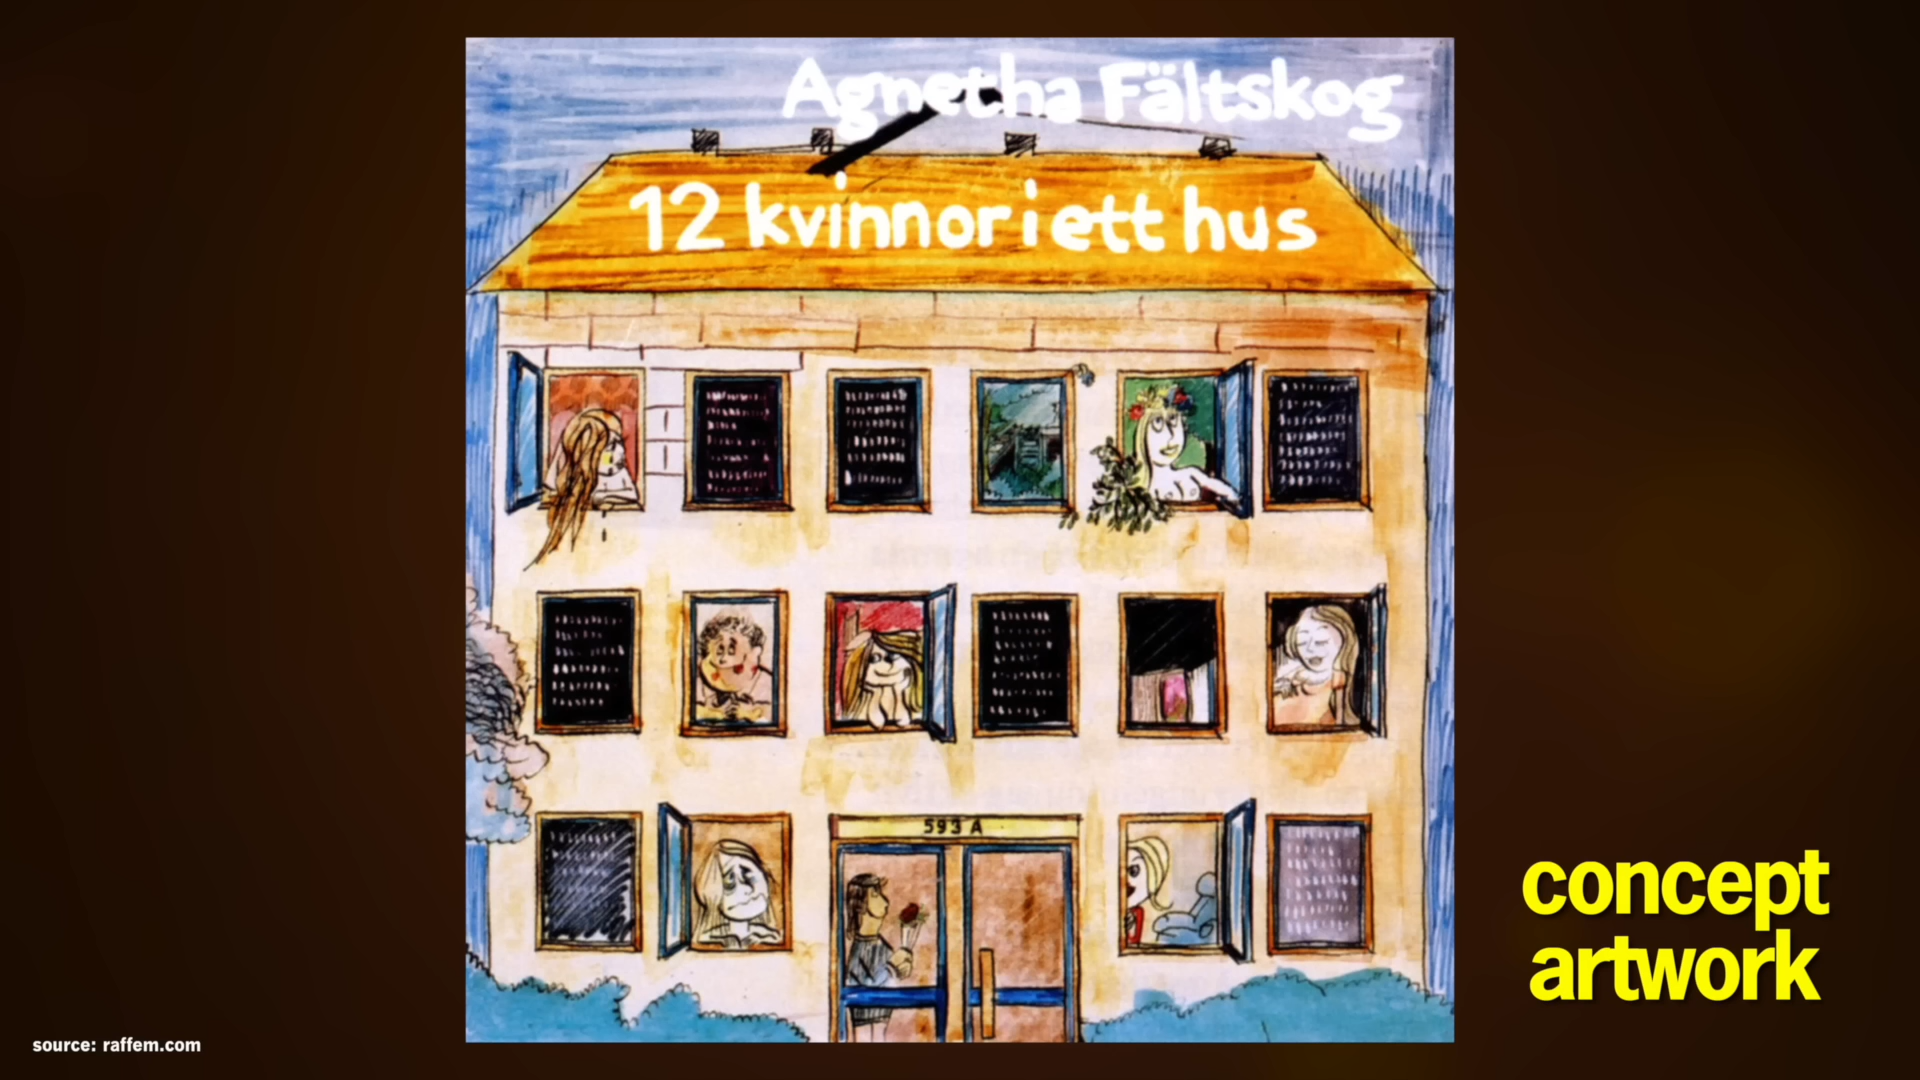 Agnetha Fältskog
12 kvinnor i ett hus
593 A
concept
artwork
source: raffem.com